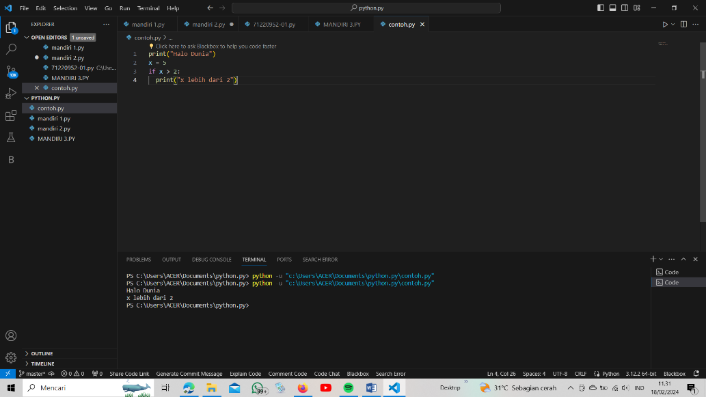 File Edit Selection View Go Run Terminal Help
python.py
EXPLORER
mandiri 1.py
mandiri 2.py
71220952-01.py
MANDIRI 3.PY
contoh.py
OPEN EDITORS 1 unsaved
mandiri 1.py
mandiri 2.py
71220952-01.py C:\Use...
MANDIRI 3.PY
contoh.py
PYTHON.PY
contoh.py
mandiri 1.py
mandiri 2.py
MANDIRI 3.PY
contoh.py > ...
Click here to ask Blackbox to help you code faster
1 print("Halo Dunia")
2 x = 5
3 if x > 2:
4 print("x lebih dari 2")
PROBLEMS OUTPUT DEBUG CONSOLE TERMINAL PORTS SEARCH ERROR
PS C:\Users\ACER\Documents\python.py> python -u "c:\Users\ACER\Documents\python.py\contoh.py"
PS C:\Users\ACER\Documents\python.py> python -u "c:\Users\ACER\Documents\python.py\contoh.py"
Halo Dunia
x lebih dari 2
PS C:\Users\ACER\Documents\python.py>
Code
Code
OUTLINE
TIMELINE
master* 0 0 0 Share Code Link Generate Commit Message Explain Code Comment Code Code Chat Blackbox Search Error
Ln 4, Col 26 Spaces: 4 UTF-8 CRLF Python 3.12.2 64-bit Blackbox
Mencari
Desktop
31°C Sebagian cerah
IND
11.31
18/02/2024